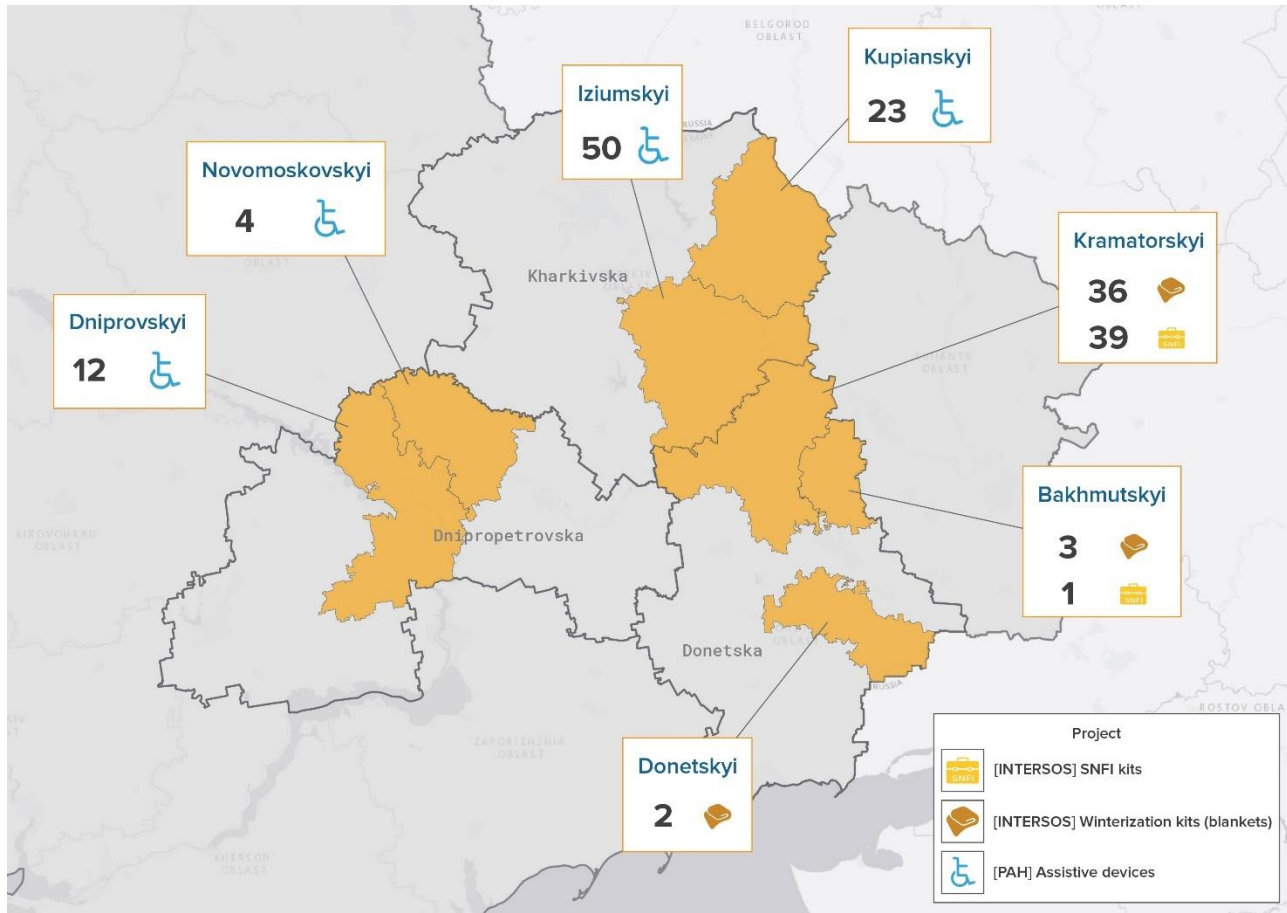 BELGOROD
OBLAST
Kupianskyi
23
Iziumskyi
50
RUSSIA
Novomoskovskyi
4
OBLAST
Kramatorskyi
36
39
SNFI
Kharkivska
Dniprovskyi
12
OBLAST
Bakhmutskyi
3
1
SNFI
KIROVOHRAD
OBLAST
Dnipropetrovska
Donetska
OBLAST
RUSSIA
ROSTOV OBLA
ZAPORIZHZHIA
OBLAST
Donetskyi
2
KHERSON
OBLAST
Project
SNFI
[INTERSOS] SNFI kits
[INTERSOS] Winterization kits (blankets)
[PAH] Assistive devices